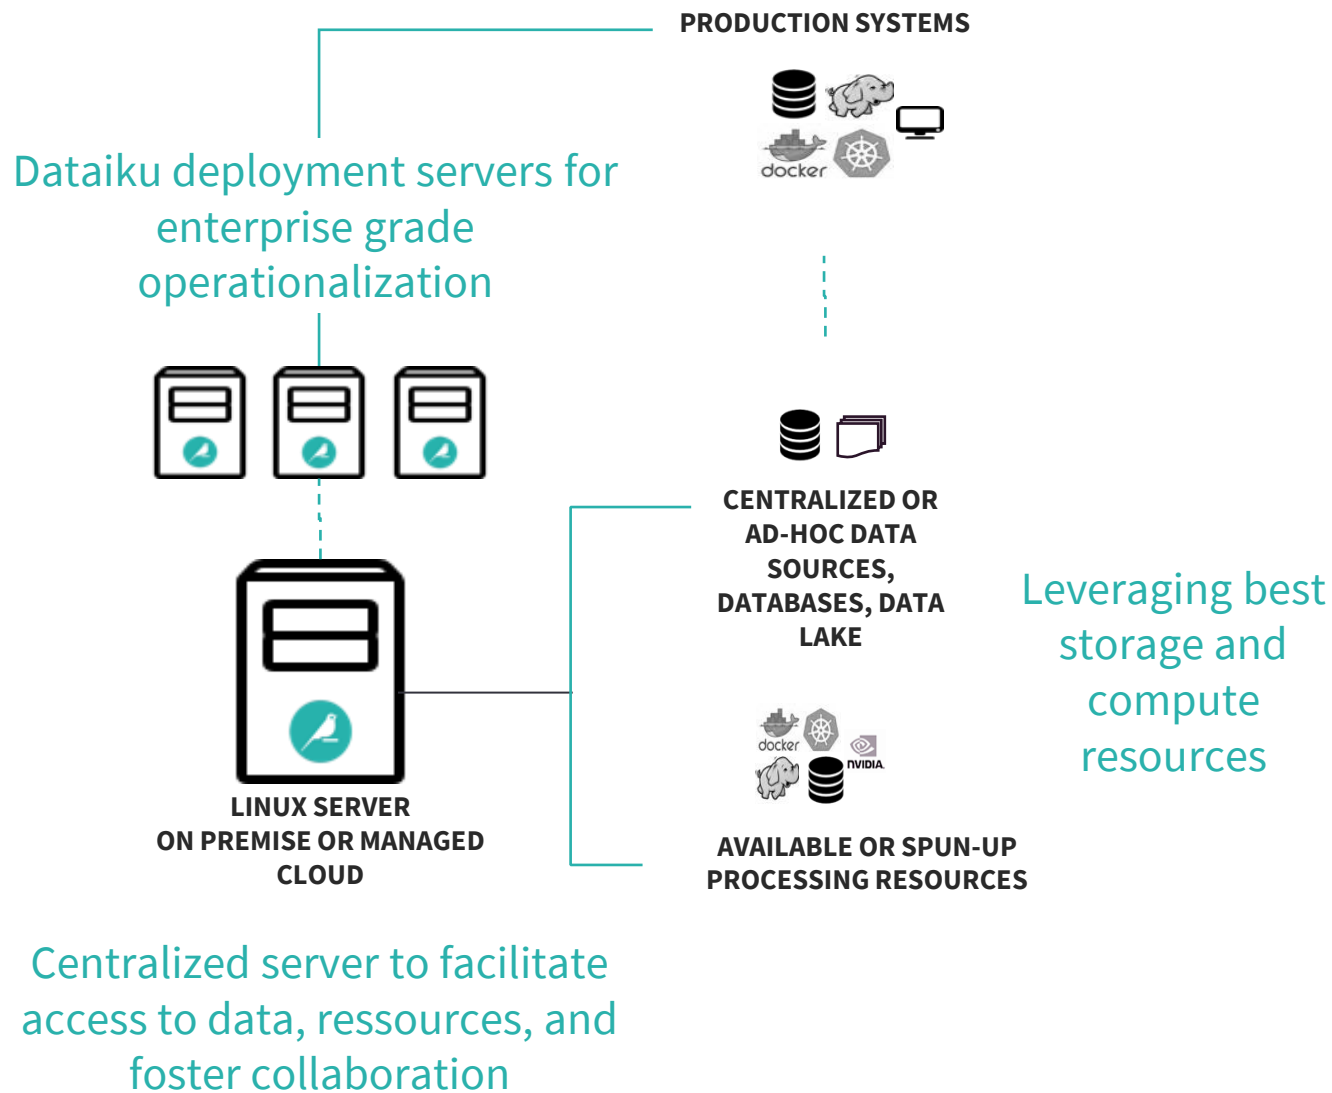 PRODUCTION SYSTEMS
docker
Dataiku deployment servers for
enterprise grade
operationalization
CENTRALIZED OR
AD-HOC DATA
SOURCES,
DATABASES, DATA
LAKE
Leveraging best
storage and
compute
resources
docker
NVIDIA.
LINUX SERVER
ON PREMISE OR MANAGED
CLOUD
AVAILABLE OR SPUN-UP
PROCESSING RESOURCES
Centralized server to facilitate
access to data, ressources, and
foster collaboration